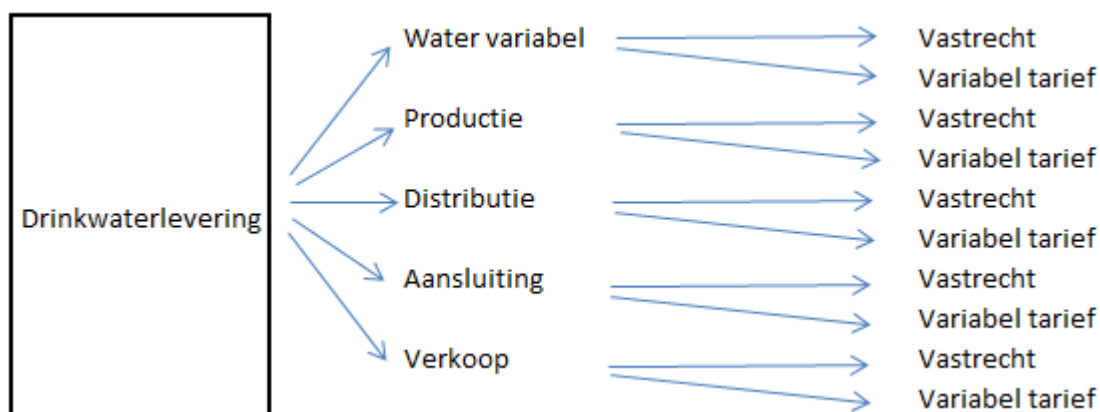 Drinkwaterlevering
Water variabel
Vastrecht
Variabel tarief
Productie
Vastrecht
Variabel tarief
Distributie
Vastrecht
Variabel tarief
Aansluiting
Vastrecht
Variabel tarief
Verkoop
Vastrecht
Variabel tarief